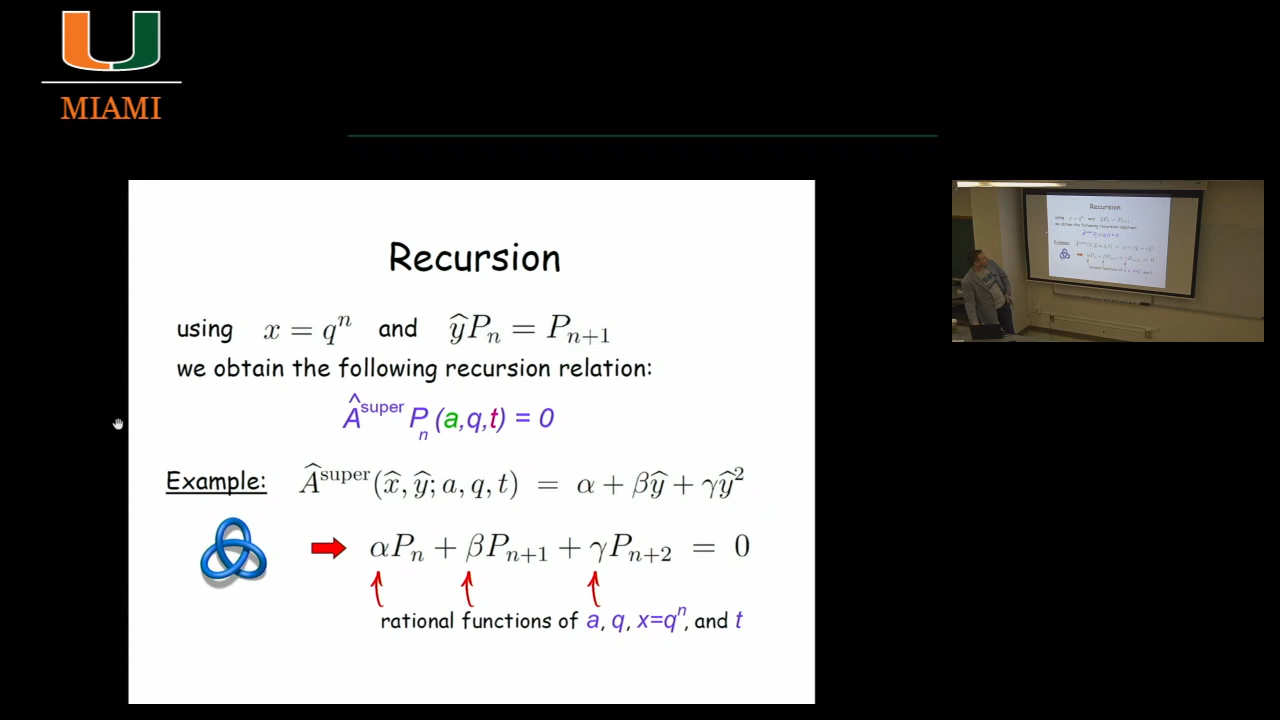 MIAMI
Recursion
using x = qⁿ and ŷPₙ = Pₙ₊₁
we obtain the following recursion relation:
Â^super Pₙ (a,q,t) = 0
Example: Â^super(x̂, ŷ; a, q, t) = α + βŷ + γŷ²
αPₙ + βPₙ₊₁ + γPₙ₊₂ = 0
rational functions of a, q, x=qⁿ, and t